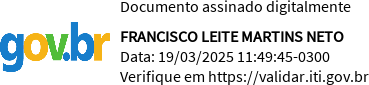 Documento assinado digitalmente
gov.br
FRANCISCO LEITE MARTINS NETO
Data: 19/03/2025 11:49:45-0300
Verifique em https://validar.iti.gov.br